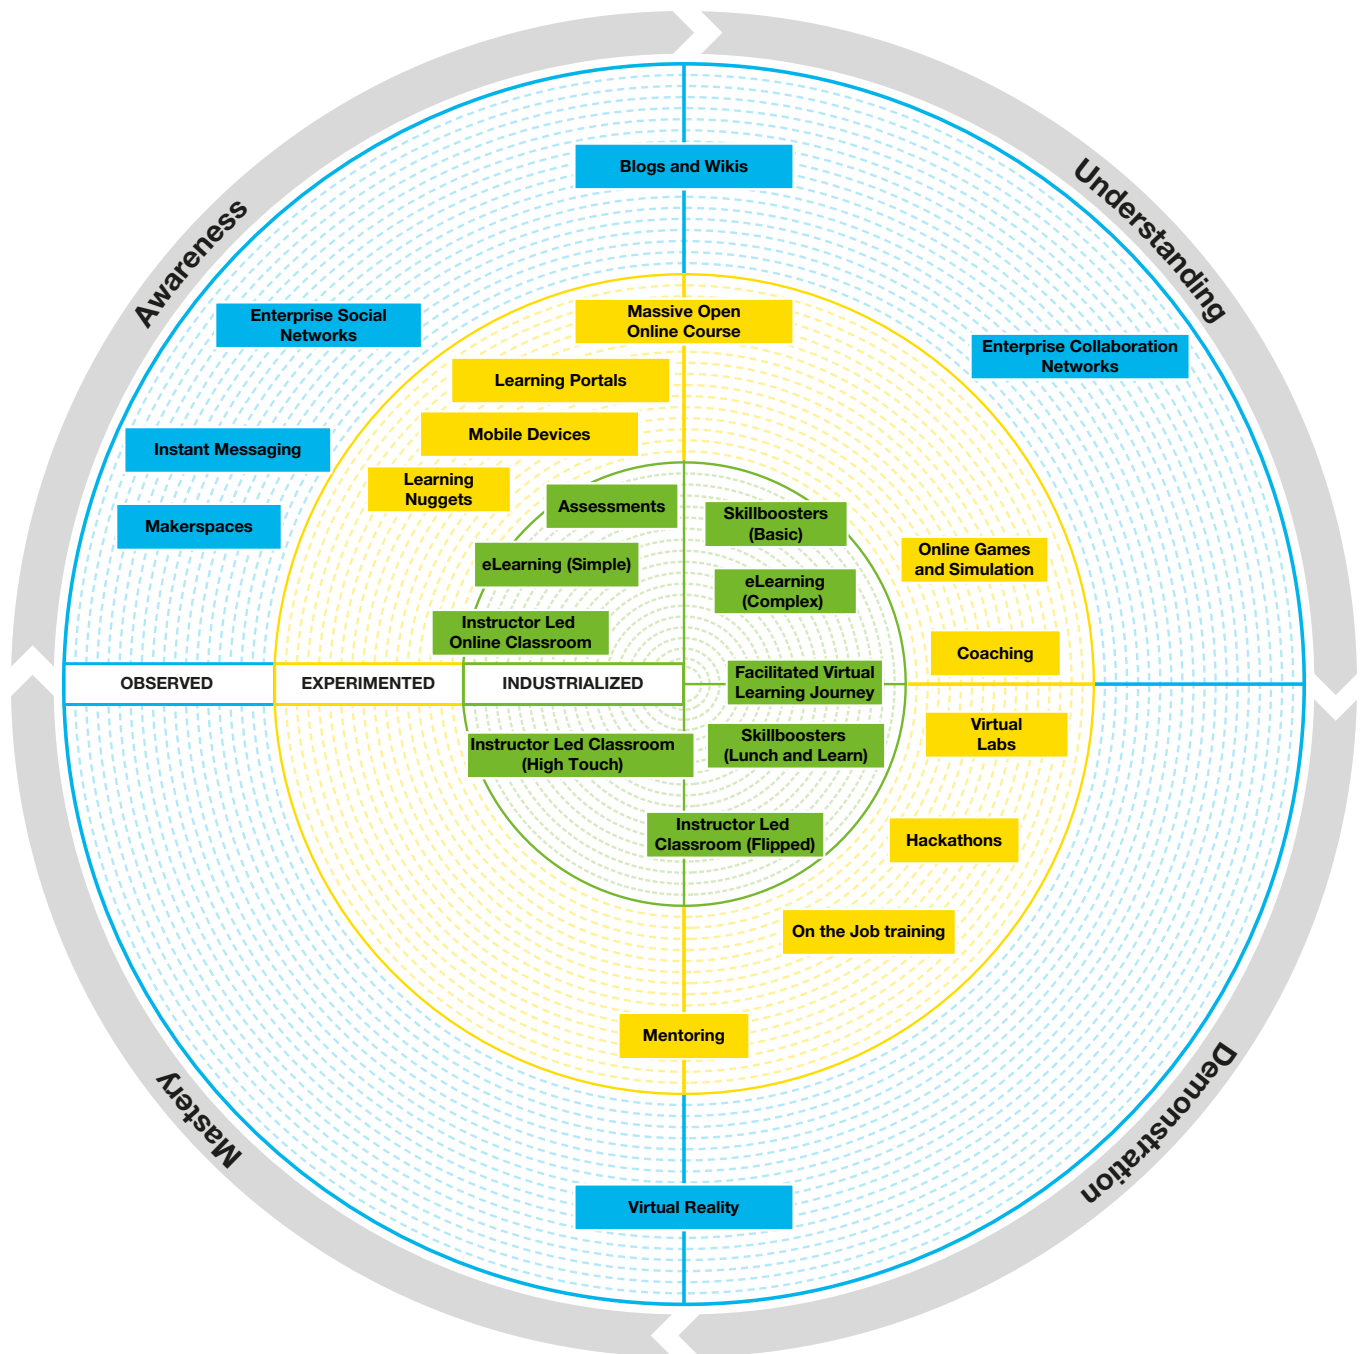 Awareness
Understanding
Blogs and Wikis
Enterprise Social
Networks
Massive Open
Online Course
Enterprise Collaboration
Networks
Learning Portals
Mobile Devices
Instant Messaging
Learning
Nuggets
Assessments
Skillboosters
(Basic)
Makerspaces
eLearning (Simple)
Online Games
and Simulation
eLearning
(Complex)
Instructor Led
Online Classroom
Coaching
OBSERVED
EXPERIMENTED
INDUSTRIALIZED
Facilitated Virtual
Learning Journey
Instructor Led Classroom
(High Touch)
Skillboosters
(Lunch and Learn)
Virtual
Labs
Instructor Led
Classroom (Flipped)
Hackathons
On the Job training
Mentoring
Mastery
Demonstration
Virtual Reality